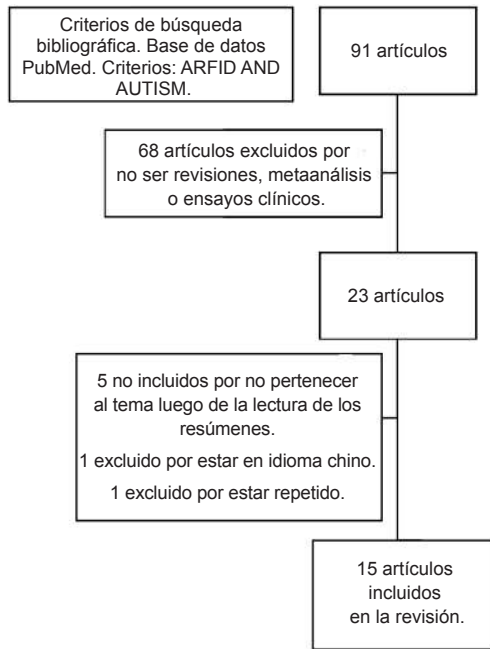 Criterios de búsqueda
bibliográfica. Base de datos
PubMed. Criterios: ARFID AND
AUTISM.
91 artículos
68 artículos excluidos por
no ser revisiones, metaanálisis
o ensayos clínicos.
23 artículos
5 no incluidos por no pertenecer
al tema luego de la lectura de los
resúmenes.
1 excluido por estar en idioma chino.
1 excluido por estar repetido.
15 artículos
incluidos
en la revisión.